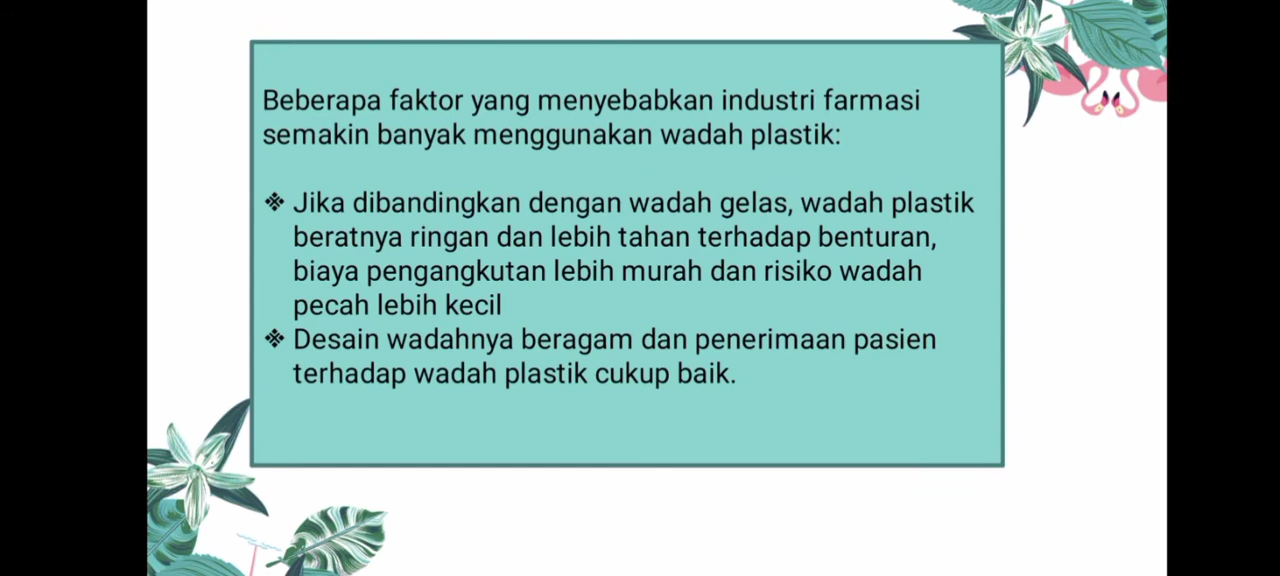 Beberapa faktor yang menyebabkan industri farmasi
semakin banyak menggunakan wadah plastik:
❖ Jika dibandingkan dengan wadah gelas, wadah plastik
beratnya ringan dan lebih tahan terhadap benturan,
biaya pengangkutan lebih murah dan risiko wadah
pecah lebih kecil
❖ Desain wadahnya beragam dan penerimaan pasien
terhadap wadah plastik cukup baik.